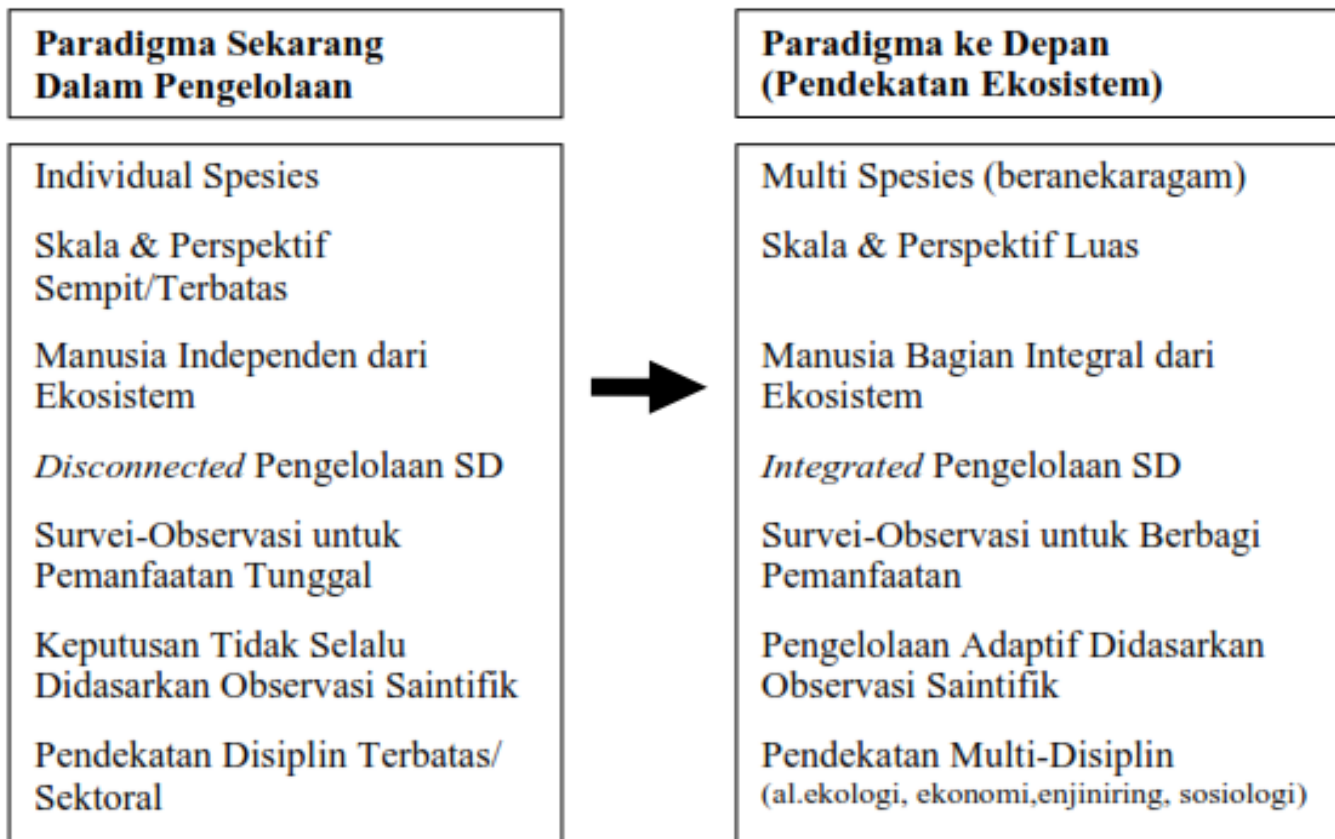 Paradigma Sekarang
Dalam Pengelolaan
Individual Spesies
Skala & Perspektif
Sempit/Terbatas
Manusia Independen dari
Ekosistem
Disconnected Pengelolaan SD
Survei-Observasi untuk
Pemanfaatan Tunggal
Keputusan Tidak Selalu
Didasarkan Observasi Saintifik
Pendekatan Disiplin Terbatas/
Sektoral
Paradigma ke Depan
(Pendekatan Ekosistem)
Multi Spesies (beranekaragam)
Skala & Perspektif Luas
Manusia Bagian Integral dari
Ekosistem
Integrated Pengelolaan SD
Survei-Observasi untuk Berbagi
Pemanfaatan
Pengelolaan Adaptif Didasarkan
Observasi Saintifik
Pendekatan Multi-Disiplin
(al.ekologi, ekonomi,enjiniring, sosiologi)